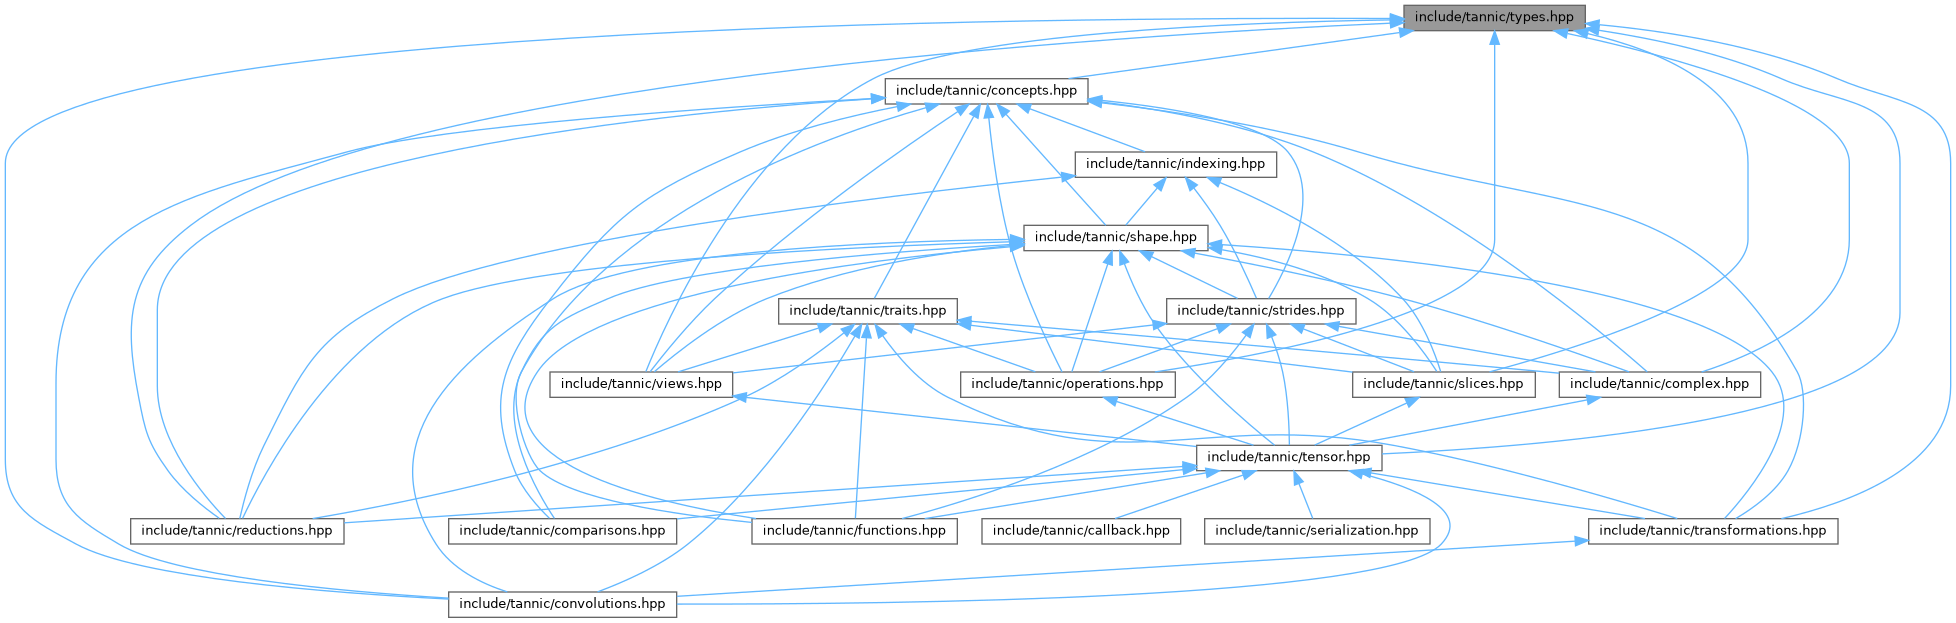 include/tannic/types.hpp
include/tannic/concepts.hpp
include/tannic/indexing.hpp
include/tannic/shape.hpp
include/tannic/traits.hpp
include/tannic/strides.hpp
include/tannic/views.hpp
include/tannic/operations.hpp
include/tannic/slices.hpp
include/tannic/complex.hpp
include/tannic/tensor.hpp
include/tannic/reductions.hpp
include/tannic/comparisons.hpp
include/tannic/functions.hpp
include/tannic/callback.hpp
include/tannic/serialization.hpp
include/tannic/transformations.hpp
include/tannic/convolutions.hpp